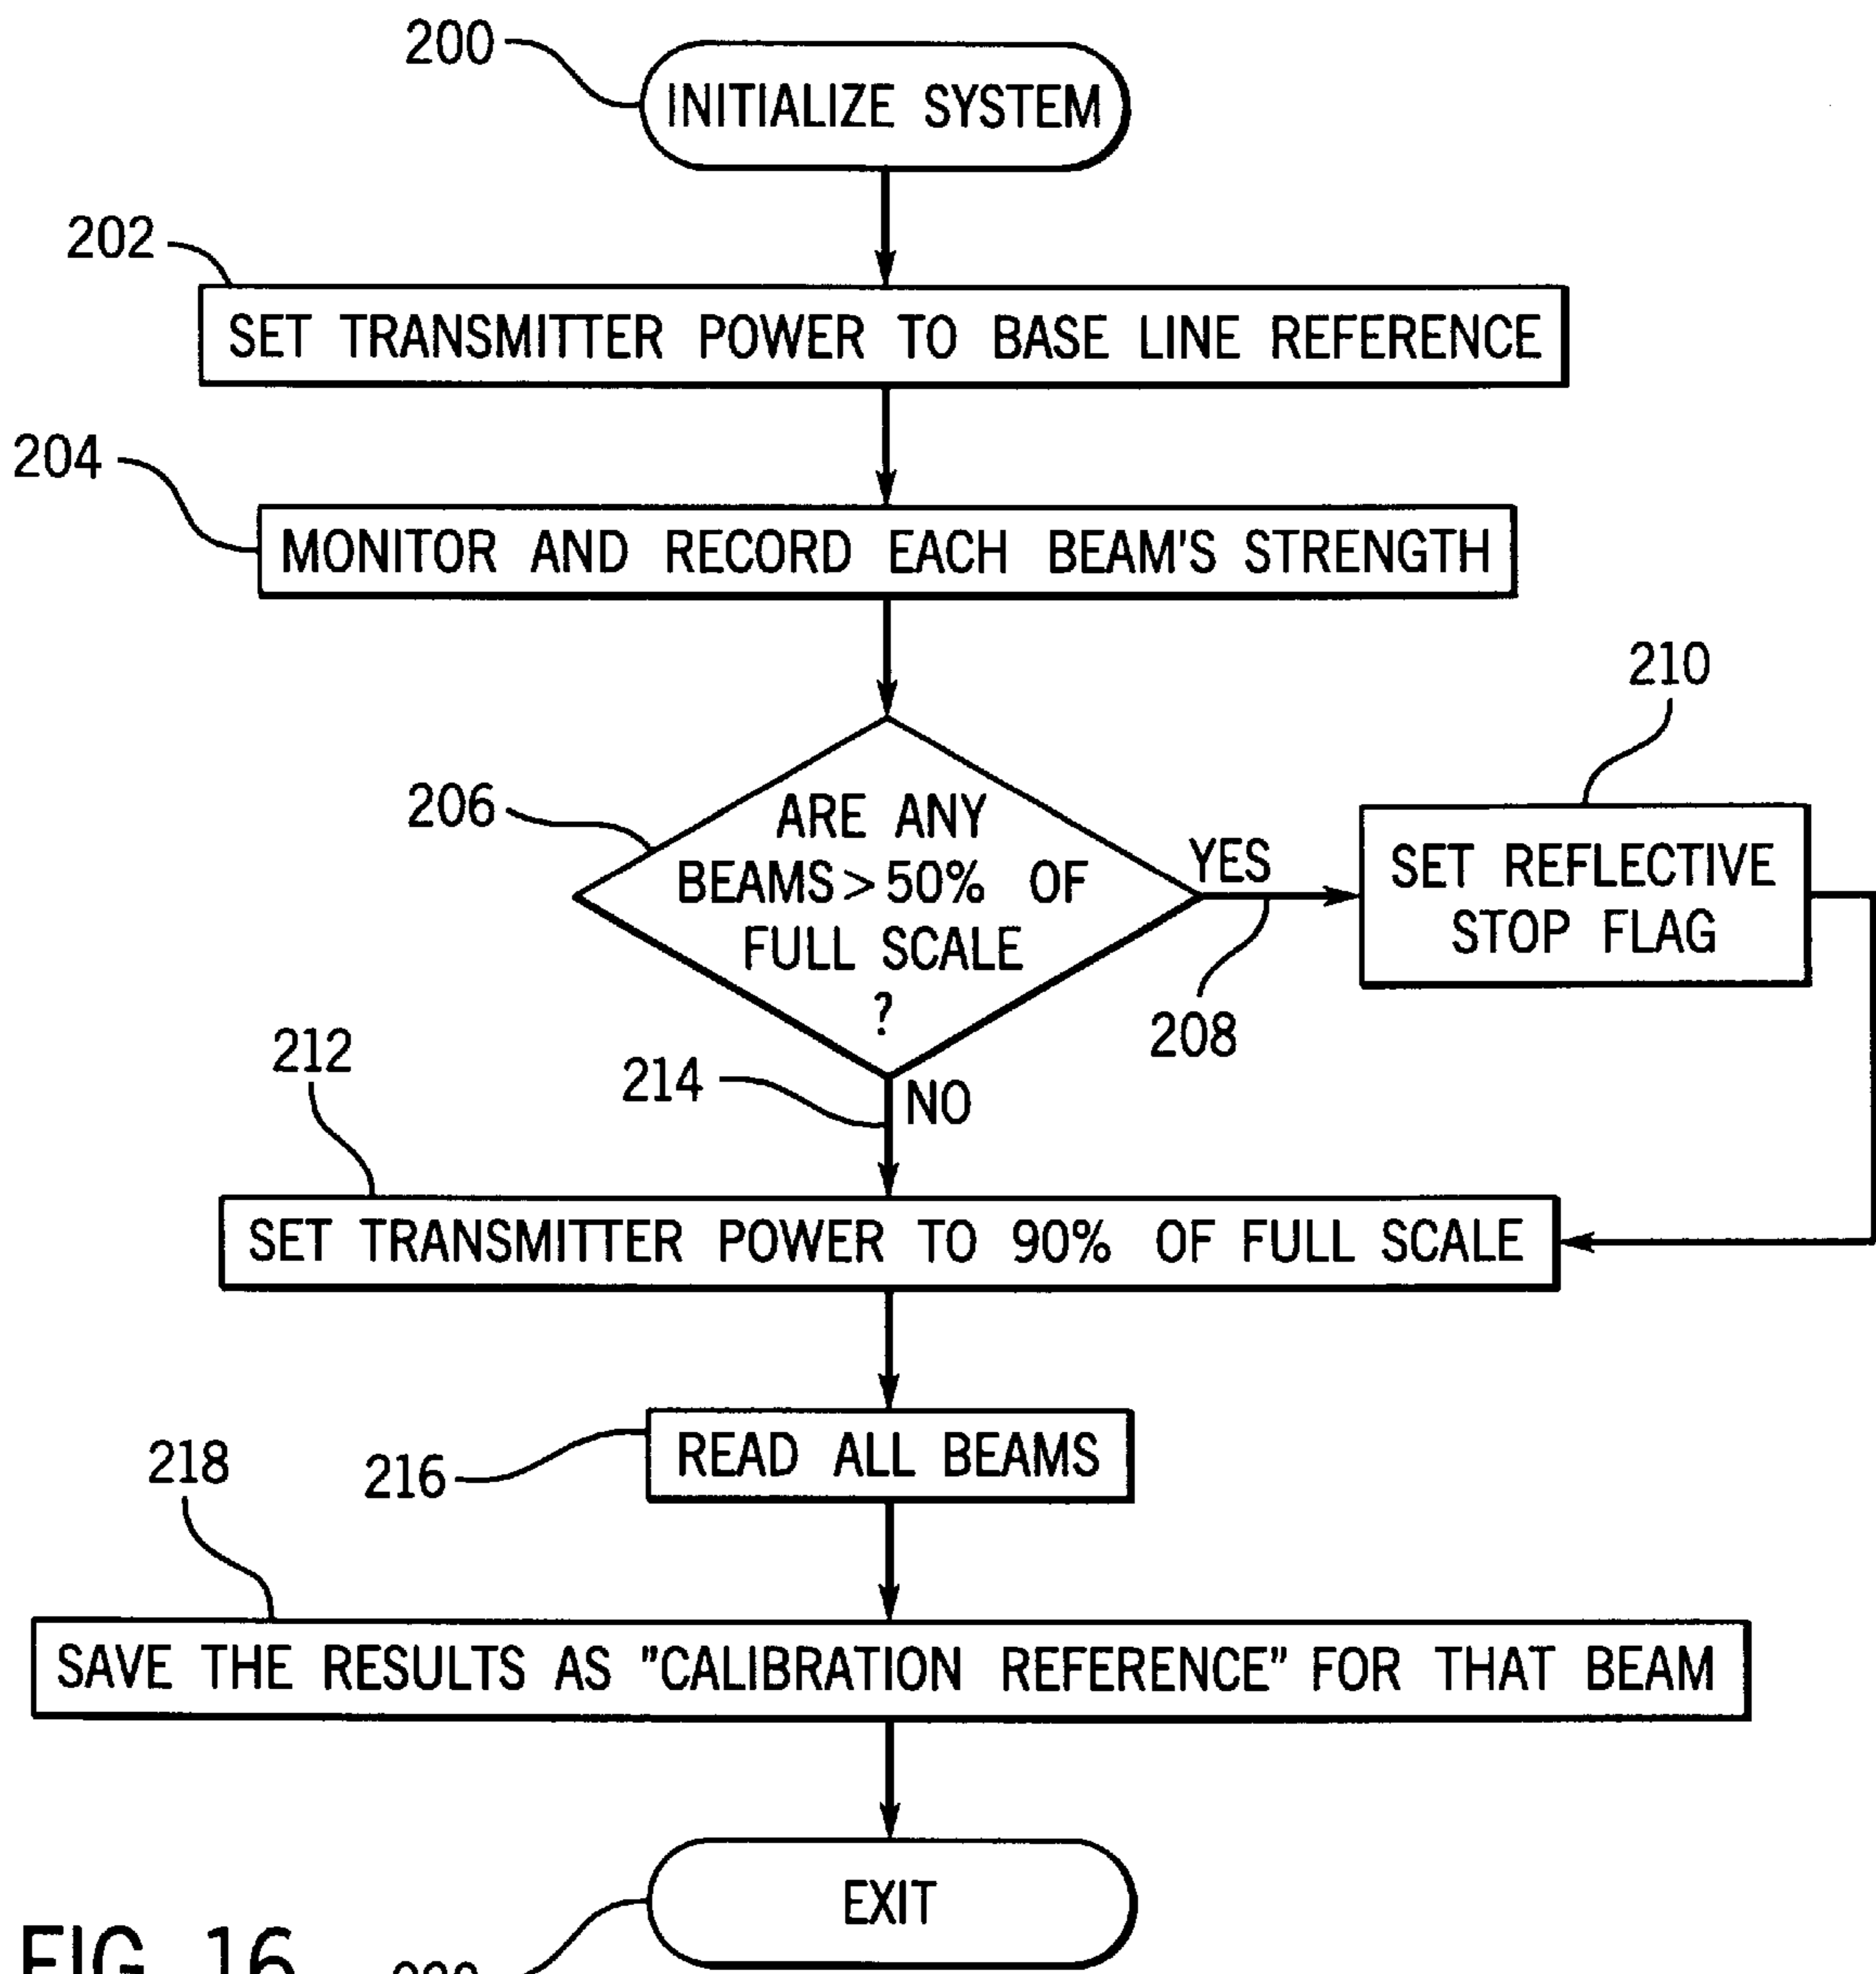 200
INITIALIZE SYSTEM
202
SET TRANSMITTER POWER TO BASE LINE REFERENCE
204
MONITOR AND RECORD EACH BEAM'S STRENGTH
210
206
ARE ANY
BEAMS > 50% OF
FULL SCALE
?
YES
208
SET REFLECTIVE
STOP FLAG
212
214
NO
SET TRANSMITTER POWER TO 90% OF FULL SCALE
218
216
READ ALL BEAMS
SAVE THE RESULTS AS "CALIBRATION REFERENCE" FOR THAT BEAM
EXIT
FIG. 16